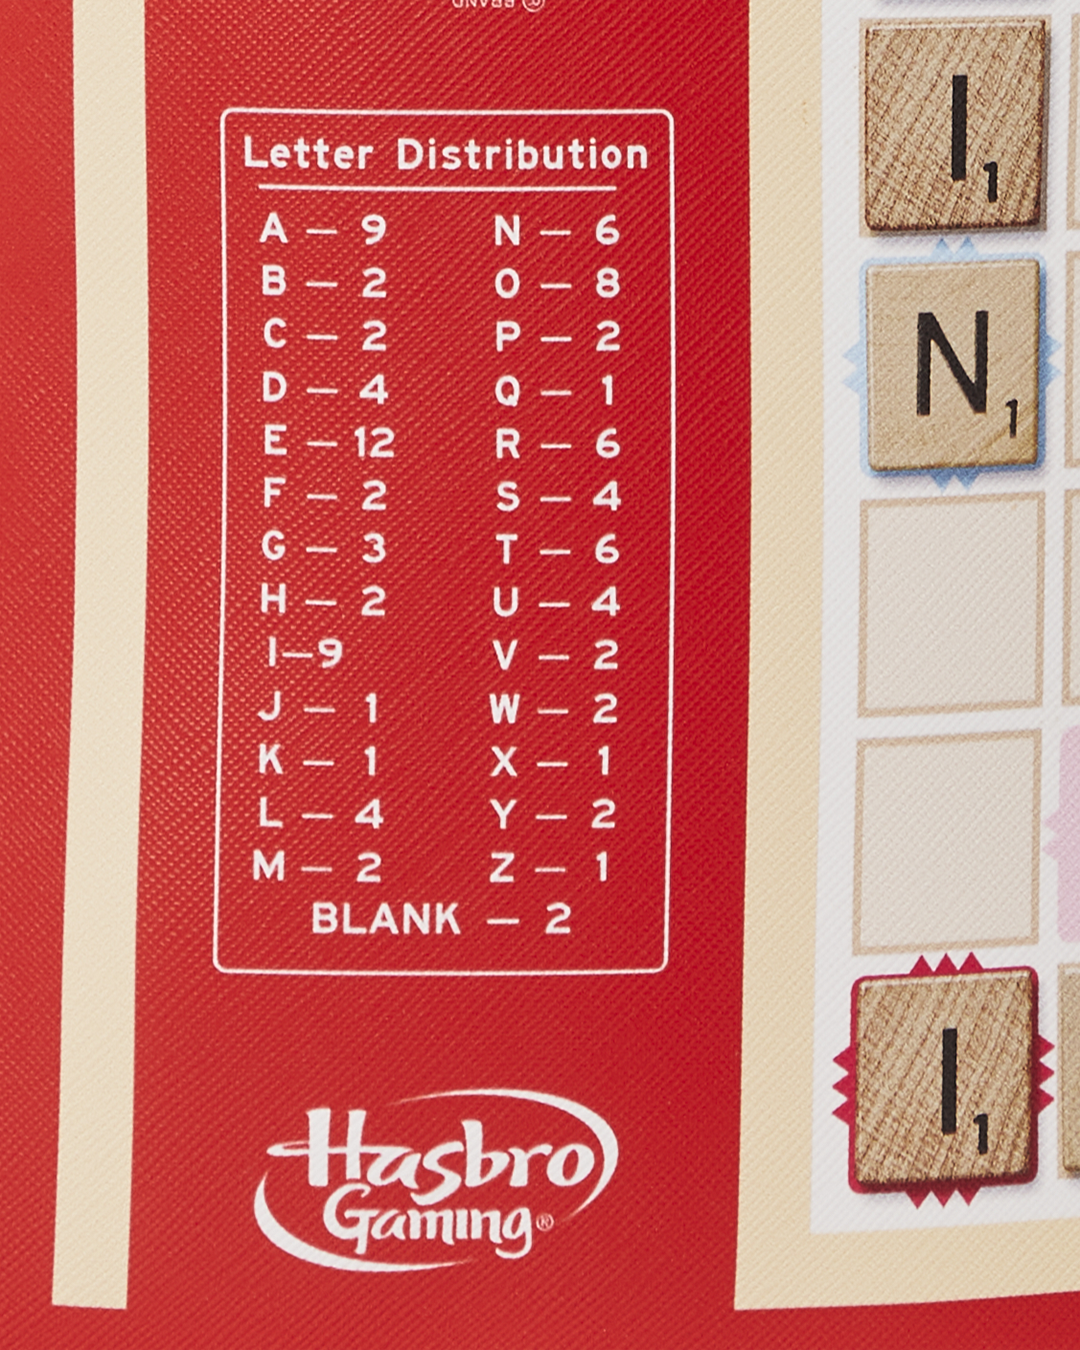 BRAND ®
Letter Distribution
A — 9 N — 6
B — 2 O — 8
C — 2 P — 2
D — 4 Q — 1
E — 12 R — 6
F — 2 S — 4
G — 3 T — 6
H — 2 U — 4
I—9 V — 2
J — 1 W — 2
K — 1 X — 1
L — 4 Y — 2
M — 2 Z — 1
BLANK — 2
Hasbro
Gaming®
I1
N1
I1